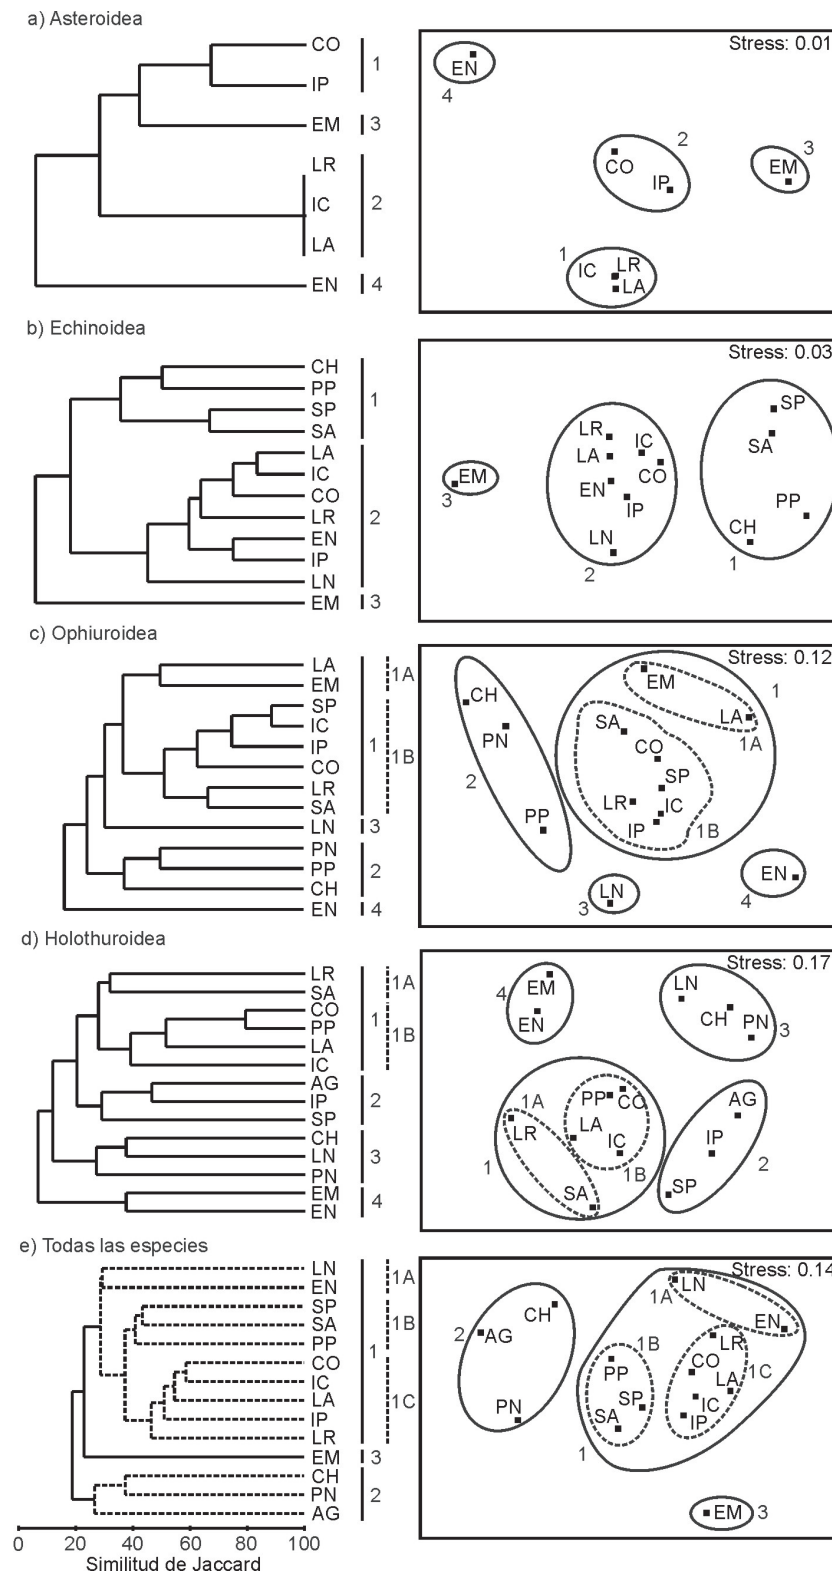 a) Asteroidea
CO
IP
1
EM
3
LR
IC
LA
2
EN
4
Stress: 0.01
EN
4
CO
IP
2
EM
3
1
IC
LR
LA
b) Echinoidea
CH
PP
SP
SA
1
LA
IC
CO
LR
EN
IP
LN
2
EM
3
Stress: 0.03
EM
3
LR
IC
LA
CO
EN
IP
LN
2
SP
SA
PP
CH
1
c) Ophiuroidea
LA
EM
1A
SP
IC
IP
CO
LR
SA
1
1B
LN
3
PN
PP
CH
2
EN
4
Stress: 0.12
CH
PN
PP
2
EM
LA
1A
1
SA
CO
SP
LR
IC
IP
1B
LN
3
EN
4
d) Holothuroidea
LR
SA
1A
CO
PP
LA
IC
1
1B
AG
IP
SP
2
CH
LN
PN
3
EM
EN
4
Stress: 0.17
4
EM
EN
LN
CH
PN
3
1A
PP
CO
LR
LA
IC
SA
1
1B
AG
IP
SP
2
e) Todas las especies
LN
EN
1A
SP
SA
PP
1B
1
CO
IC
LA
IP
LR
1C
EM
3
CH
PN
AG
2
0 20 40 60 80 100
Similitud de Jaccard
Stress: 0.14
2
CH
AG
PN
LN
1A
EN
1B
LR
PP
CO
1C
LA
SP
IC
SA
IP
1
EM
3